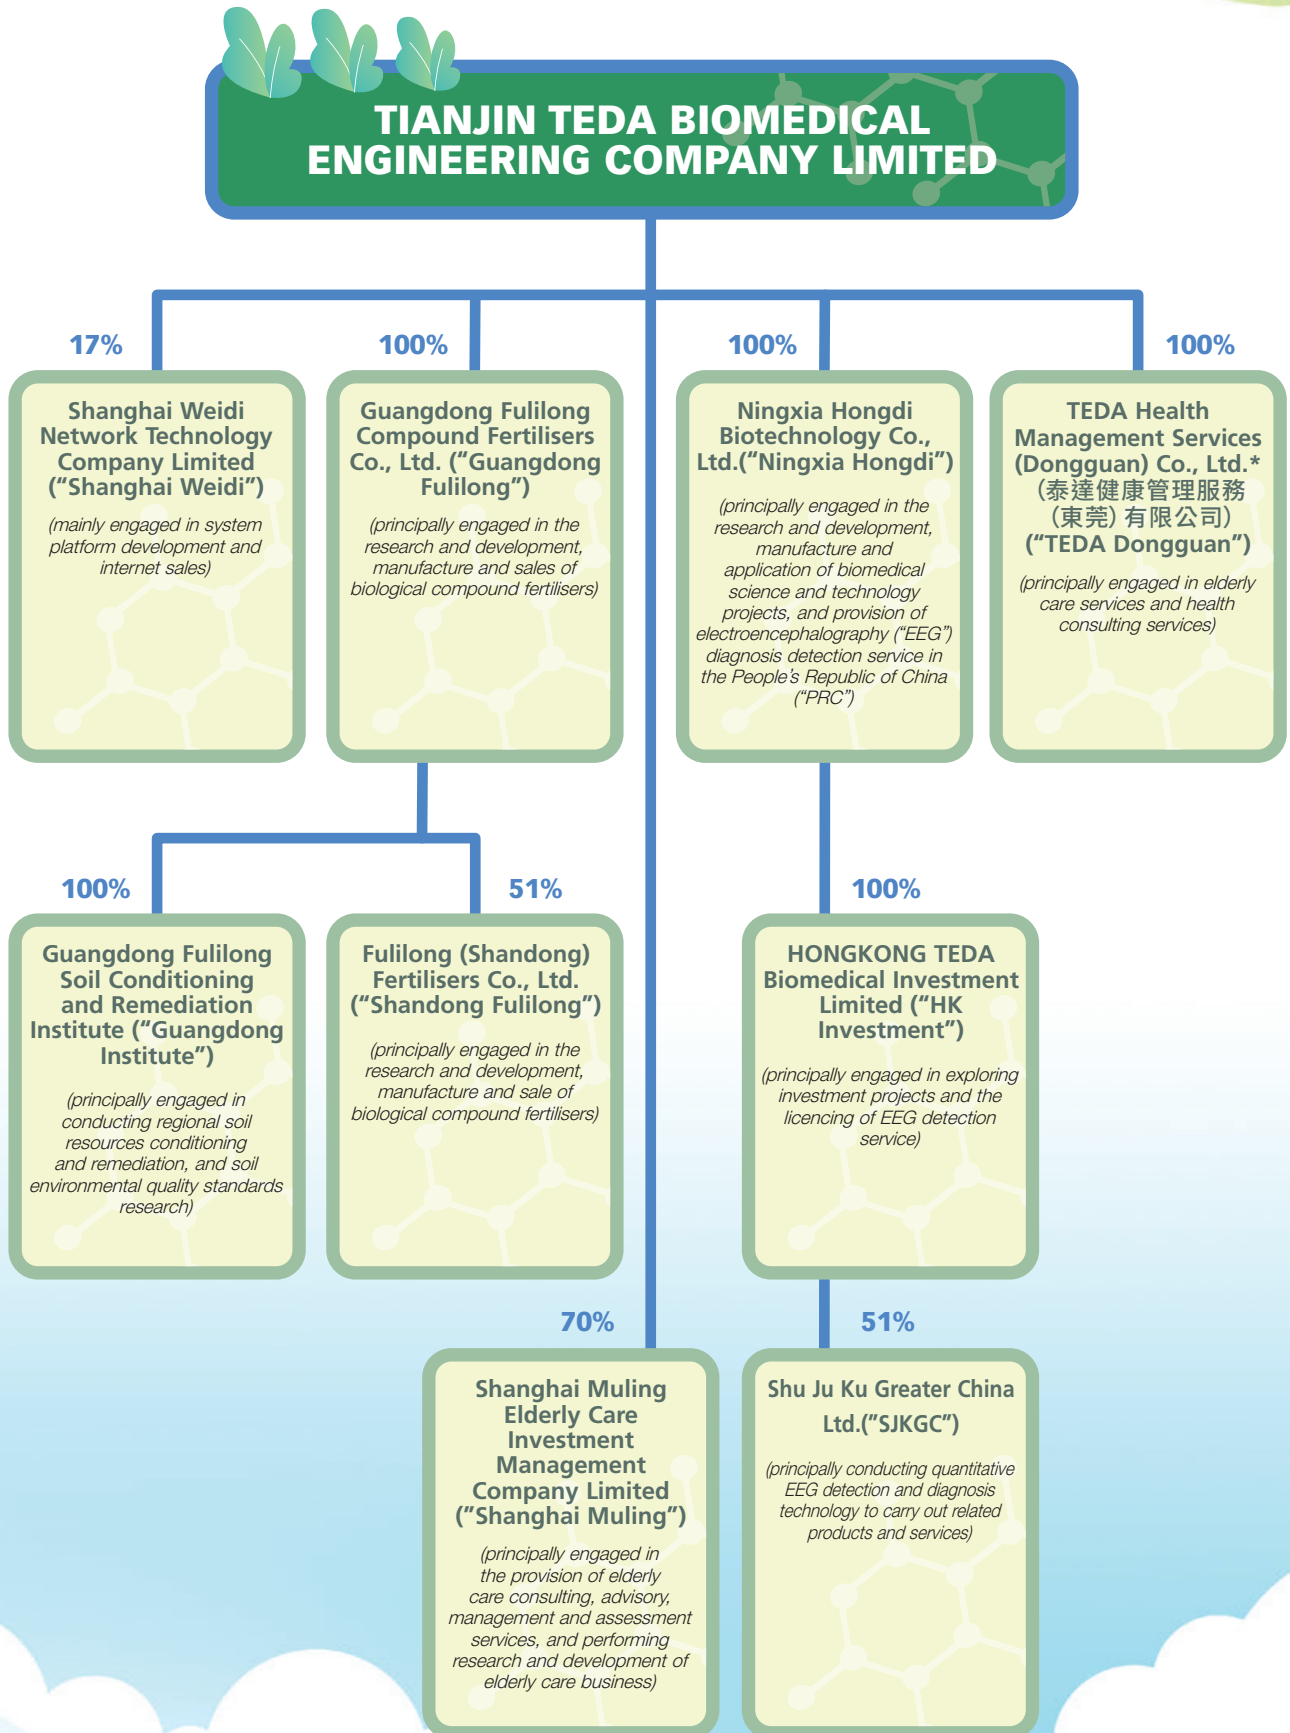 TIANJIN TEDA BIOMEDICAL
ENGINEERING COMPANY LIMITED
17%
100%
100%
100%
Shanghai Weidi
Network Technology
Company Limited
("Shanghai Weidi")
(mainly engaged in system
platform development and
internet sales)
Guangdong Fulilong
Compound Fertilisers
Co., Ltd. ("Guangdong
Fulilong")
(principally engaged in the
research and development,
manufacture and sales of
biological compound fertilisers)
Ningxia Hongdi
Biotechnology Co.,
Ltd.("Ningxia Hongdi")
(principally engaged in the
research and development,
manufacture and
application of biomedical
science and technology
projects, and provision of
electroencephalography ("EEG")
diagnosis detection service in
the People's Republic of China
("PRC")
TEDA Health
Management Services
(Dongguan) Co., Ltd.*
(泰達健康管理服務
(東莞)有限公司)
("TEDA Dongguan")
(principally engaged in elderly
care services and health
consulting services)
100%
51%
100%
Guangdong Fulilong
Soil Conditioning
and Remediation
Institute ("Guangdong
Institute")
(principally engaged in
conducting regional soil
resources conditioning
and remediation, and soil
environmental quality standards
research)
Fulilong (Shandong)
Fertilisers Co., Ltd.
("Shandong Fulilong")
(principally engaged in the
research and development,
manufacture and sale of
biological compound fertilisers)
HONGKONG TEDA
Biomedical Investment
Limited ("HK
Investment")
(principally engaged in exploring
investment projects and the
licencing of EEG detection
service)
70%
51%
Shanghai Muling
Elderly Care
Investment
Management
Company Limited
("Shanghai Muling")
(principally engaged in
the provision of elderly
care consulting, advisory,
management and assessment
services, and performing
research and development of
elderly care business)
Shu Ju Ku Greater China
Ltd.("SJKGC")
(principally conducting quantitative
EEG detection and diagnosis
technology to carry out related
products and services)